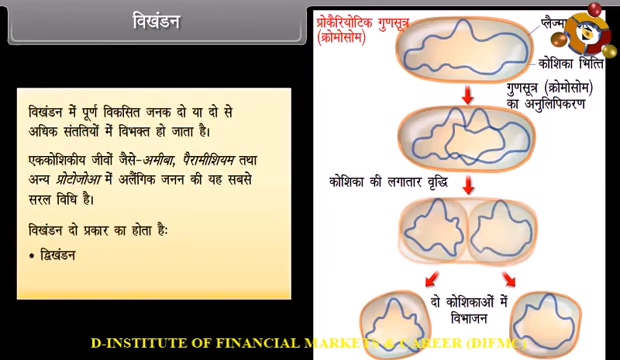 विखंडन
विखंडन में पूर्ण विकसित जनक दो या दो से
अधिक संततियों में विभक्त हो जाता है।
एककोशिकीय जीवों जैसे-अमीबा, पैरामीशियम तथा
अन्य प्रोटोजोआ में अलैंगिक जनन की यह सबसे
सरल विधि है।
विखंडन दो प्रकार का होता है:
• द्विखंडन
प्रोकैरियोटिक गुणसूत्र
(क्रोमोसोम)
प्लैज्मा
कोशिका भित्ति
गुणसूत्र (क्रोमोसोम)
का अनुलिपिकरण
कोशिका की लगातार वृद्धि
दो कोशिकाओं में
विभाजन
D-INSTITUTE OF FINANCIAL MARKETS & CAREER (DIFMC)